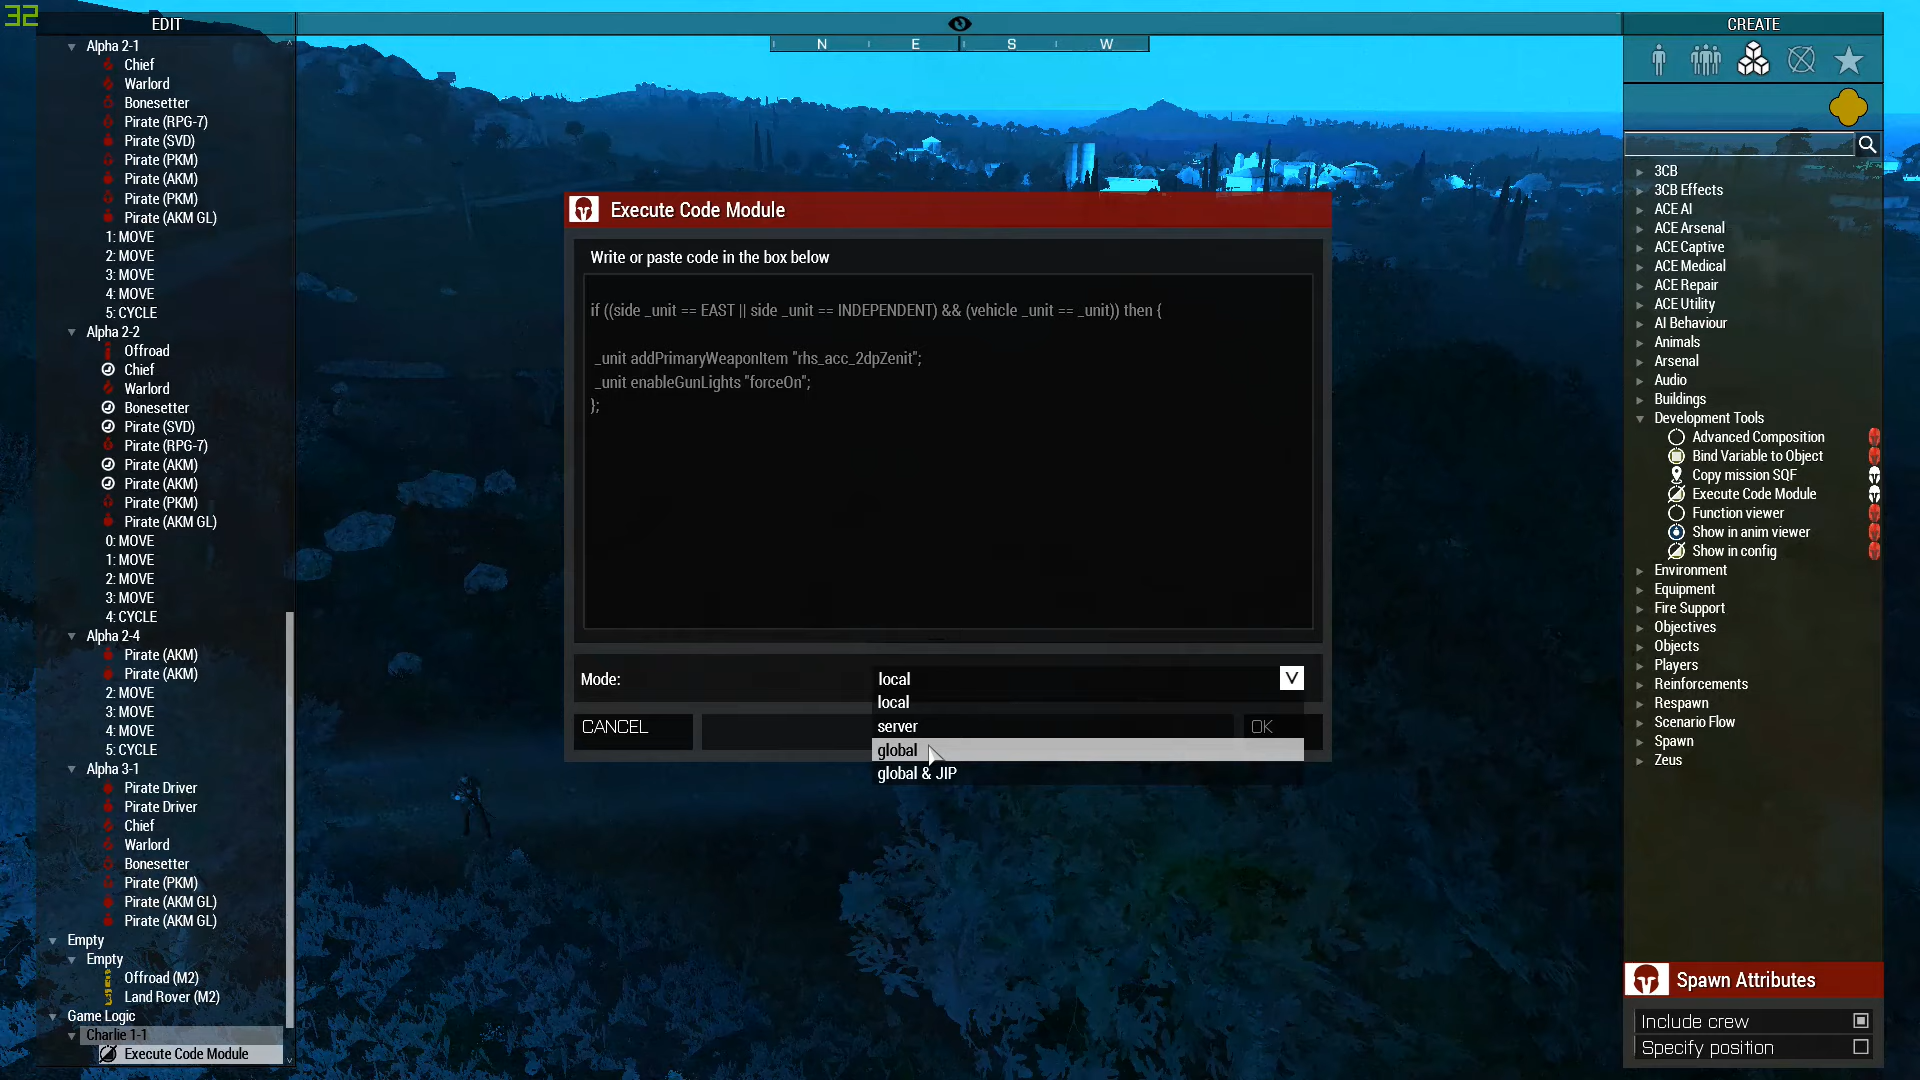 32
EDIT
Alpha 2-1
Chief
Warlord
Bonesetter
Pirate (RPG-7)
Pirate (SVD)
Pirate (PKM)
Pirate (AKM)
Pirate (PKM)
Pirate (AKM GL)
1: MOVE
2: MOVE
3: MOVE
4: MOVE
5: CYCLE
Alpha 2-2
Offroad
Chief
Warlord
Bonesetter
Pirate (SVD)
Pirate (RPG-7)
Pirate (AKM)
Pirate (AKM)
Pirate (PKM)
Pirate (AKM GL)
0: MOVE
1: MOVE
2: MOVE
3: MOVE
4: CYCLE
Alpha 2-4
Pirate (AKM)
Pirate (AKM)
2: MOVE
3: MOVE
4: MOVE
5: CYCLE
Alpha 3-1
Pirate Driver
Pirate Driver
Chief
Warlord
Bonesetter
Pirate (PKM)
Pirate (AKM GL)
Pirate (AKM GL)
Empty
Empty
Offroad (M2)
Land Rover (M2)
Game Logic
Charlie 1-1
Execute Code Module
N E S W
Execute Code Module
Write or paste code in the box below
if ((side _unit == EAST || side _unit == INDEPENDENT) && (vehicle _unit == _unit)) then {
_unit addPrimaryWeaponItem "rhs_acc_2dpZenit";
_unit enableGunLights "forceOn";
};
Mode:
local
local
server
global
global & JIP
CANCEL
OK
CREATE
3CB
3CB Effects
ACE AI
ACE Arsenal
ACE Captive
ACE Medical
ACE Repair
ACE Utility
AI Behaviour
Animals
Arsenal
Audio
Buildings
Development Tools
Advanced Composition
Bind Variable to Object
Copy mission SQF
Execute Code Module
Function viewer
Show in anim viewer
Show in config
Environment
Equipment
Fire Support
Objectives
Objects
Players
Reinforcements
Respawn
Scenario Flow
Spawn
Zeus
Spawn Attributes
Include crew
Specify position